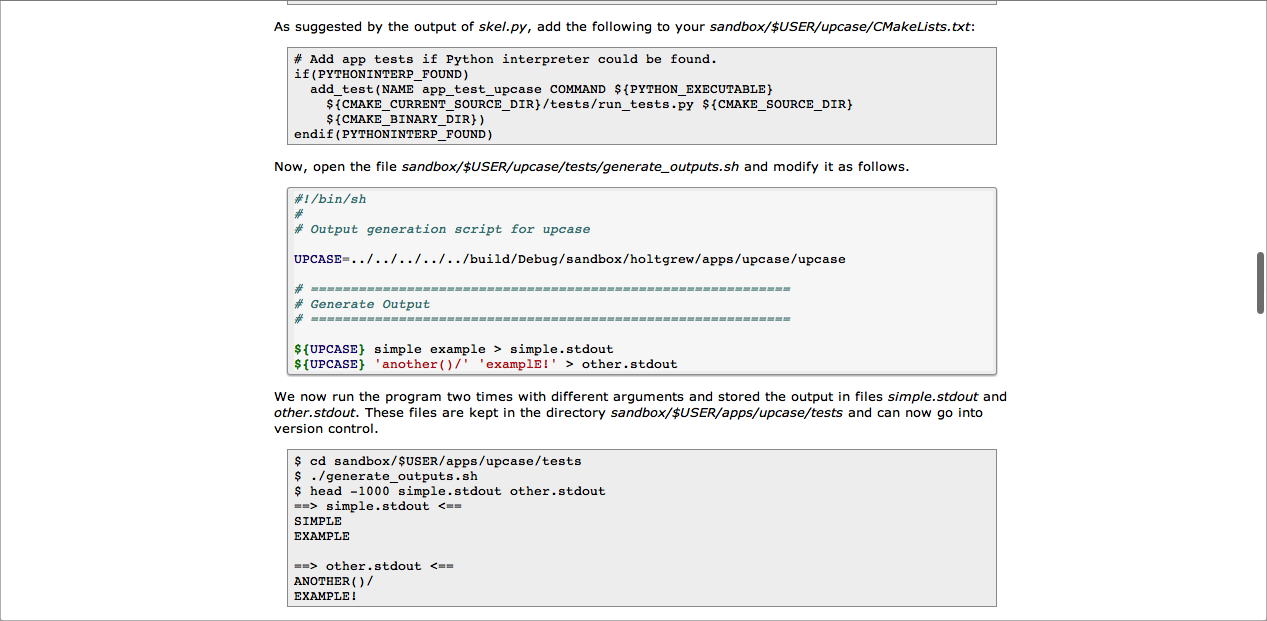 As suggested by the output of skel.py, add the following to your sandbox/$USER/upcase/CMakeLists.txt:
# Add app tests if Python interpreter could be found.
if(PYTHONINTERP_FOUND)
  add_test(NAME app_test_upcase COMMAND ${PYTHON_EXECUTABLE}
    ${CMAKE_CURRENT_SOURCE_DIR}/tests/run_tests.py ${CMAKE_SOURCE_DIR}
    ${CMAKE_BINARY_DIR})
endif(PYTHONINTERP_FOUND)
Now, open the file sandbox/$USER/upcase/tests/generate_outputs.sh and modify it as follows.
#!/bin/sh
#
# Output generation script for upcase
UPCASE=../../../../../build/Debug/sandbox/holtgrew/apps/upcase/upcase
# ============================================================
# Generate Output
# ============================================================
${UPCASE} simple example > simple.stdout
${UPCASE} 'another()/' 'examplE!' > other.stdout
We now run the program two times with different arguments and stored the output in files simple.stdout and
other.stdout. These files are kept in the directory sandbox/$USER/apps/upcase/tests and can now go into
version control.
$ cd sandbox/$USER/apps/upcase/tests
$ ./generate_outputs.sh
$ head -1000 simple.stdout other.stdout
==> simple.stdout <==
SIMPLE
EXAMPLE
==> other.stdout <==
ANOTHER()/
EXAMPLE!